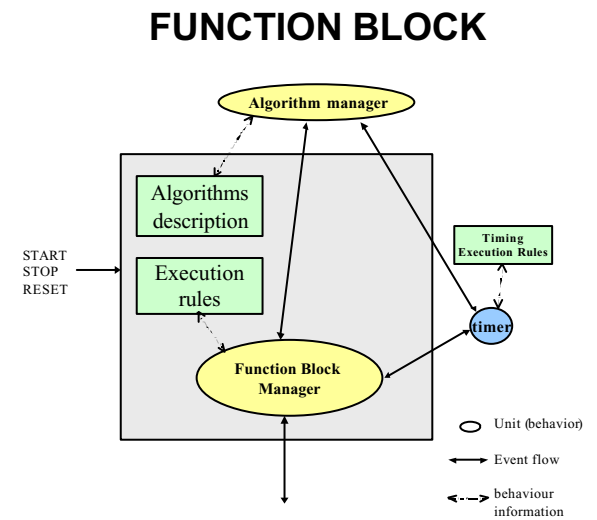 FUNCTION BLOCK
Algorithm manager
Algorithms
description
Timing
Execution Rules
START
STOP
RESET
Execution
rules
timer
Function Block
Manager
Unit (behavior)
Event flow
behaviour
information